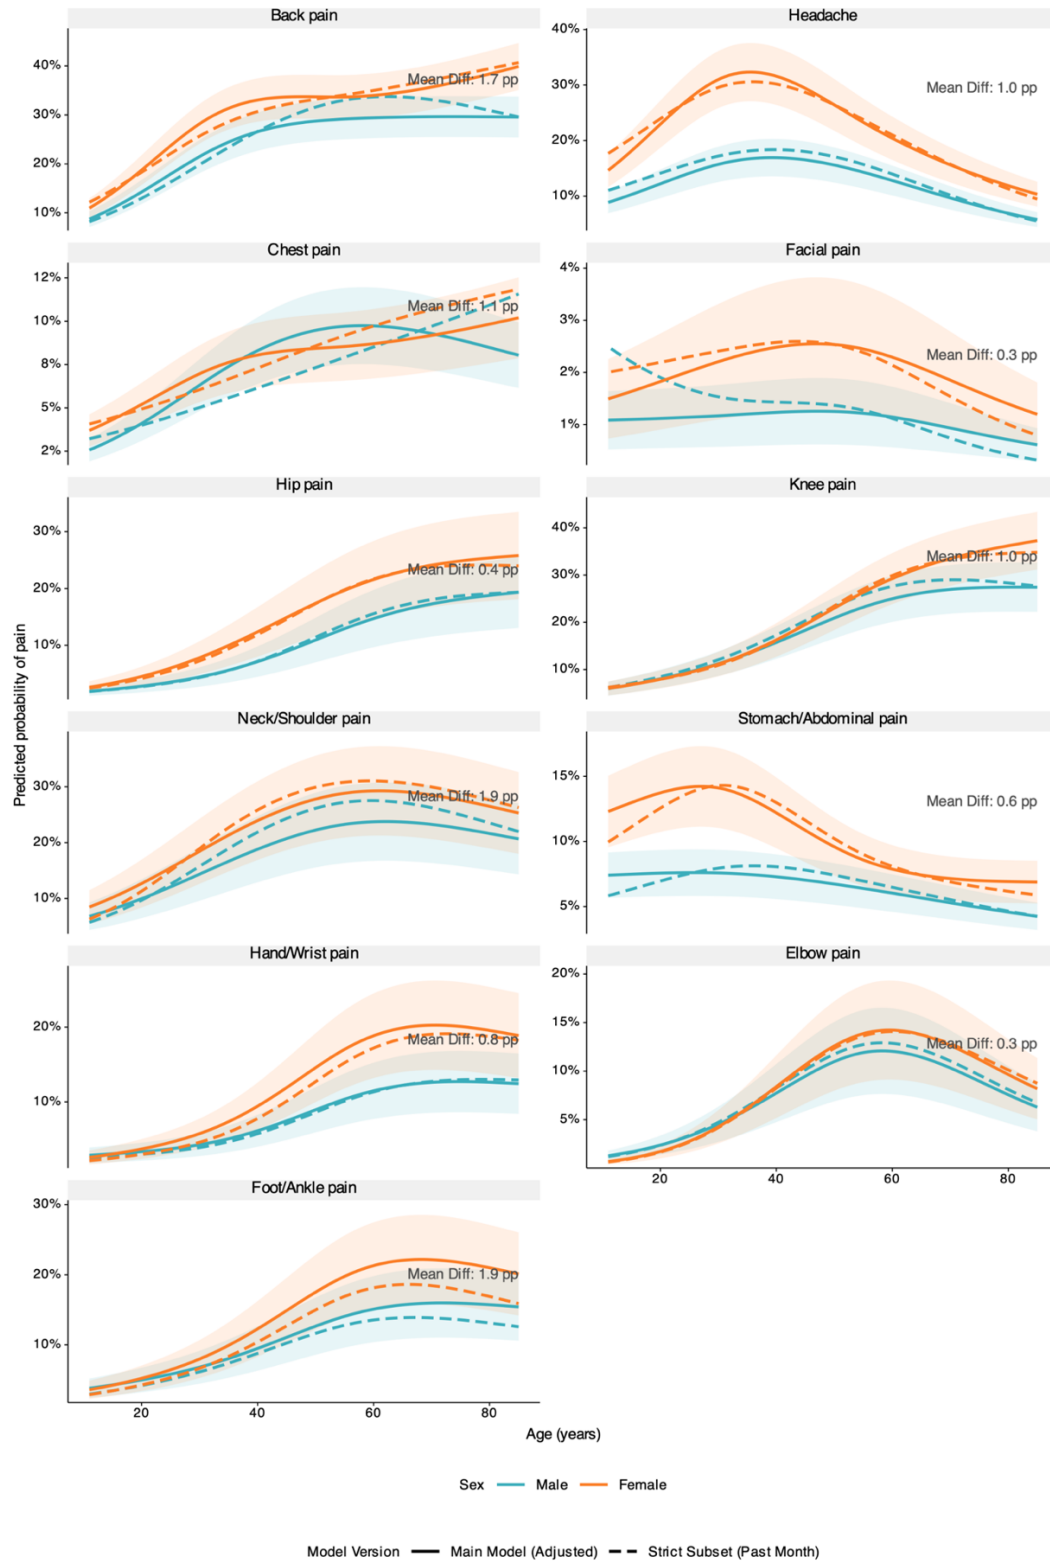 Back pain
Headache
40%
30%
20%
10%
Mean Diff: 1.7 pp
40%
30%
20%
10%
Mean Diff: 1.0 pp
Chest pain
Facial pain
12%
10%
8%
5%
2%
Mean Diff: 1.1 pp
4%
3%
2%
1%
Mean Diff: 0.3 pp
Hip pain
Knee pain
30%
20%
10%
Mean Diff: 0.4 pp
40%
30%
20%
10%
Mean Diff: 1.0 pp
Predicted probability of pain
Neck/Shoulder pain
Stomach/Abdominal pain
30%
20%
10%
Mean Diff: 1.9 pp
15%
10%
5%
Mean Diff: 0.6 pp
Hand/Wrist pain
Elbow pain
20%
10%
Mean Diff: 0.8 pp
20%
15%
10%
5%
Mean Diff: 0.3 pp
20 40 60 80
Foot/Ankle pain
30%
20%
10%
Mean Diff: 1.9 pp
20 40 60 80
Age (years)
Sex Male Female
Model Version Main Model (Adjusted) Strict Subset (Past Month)